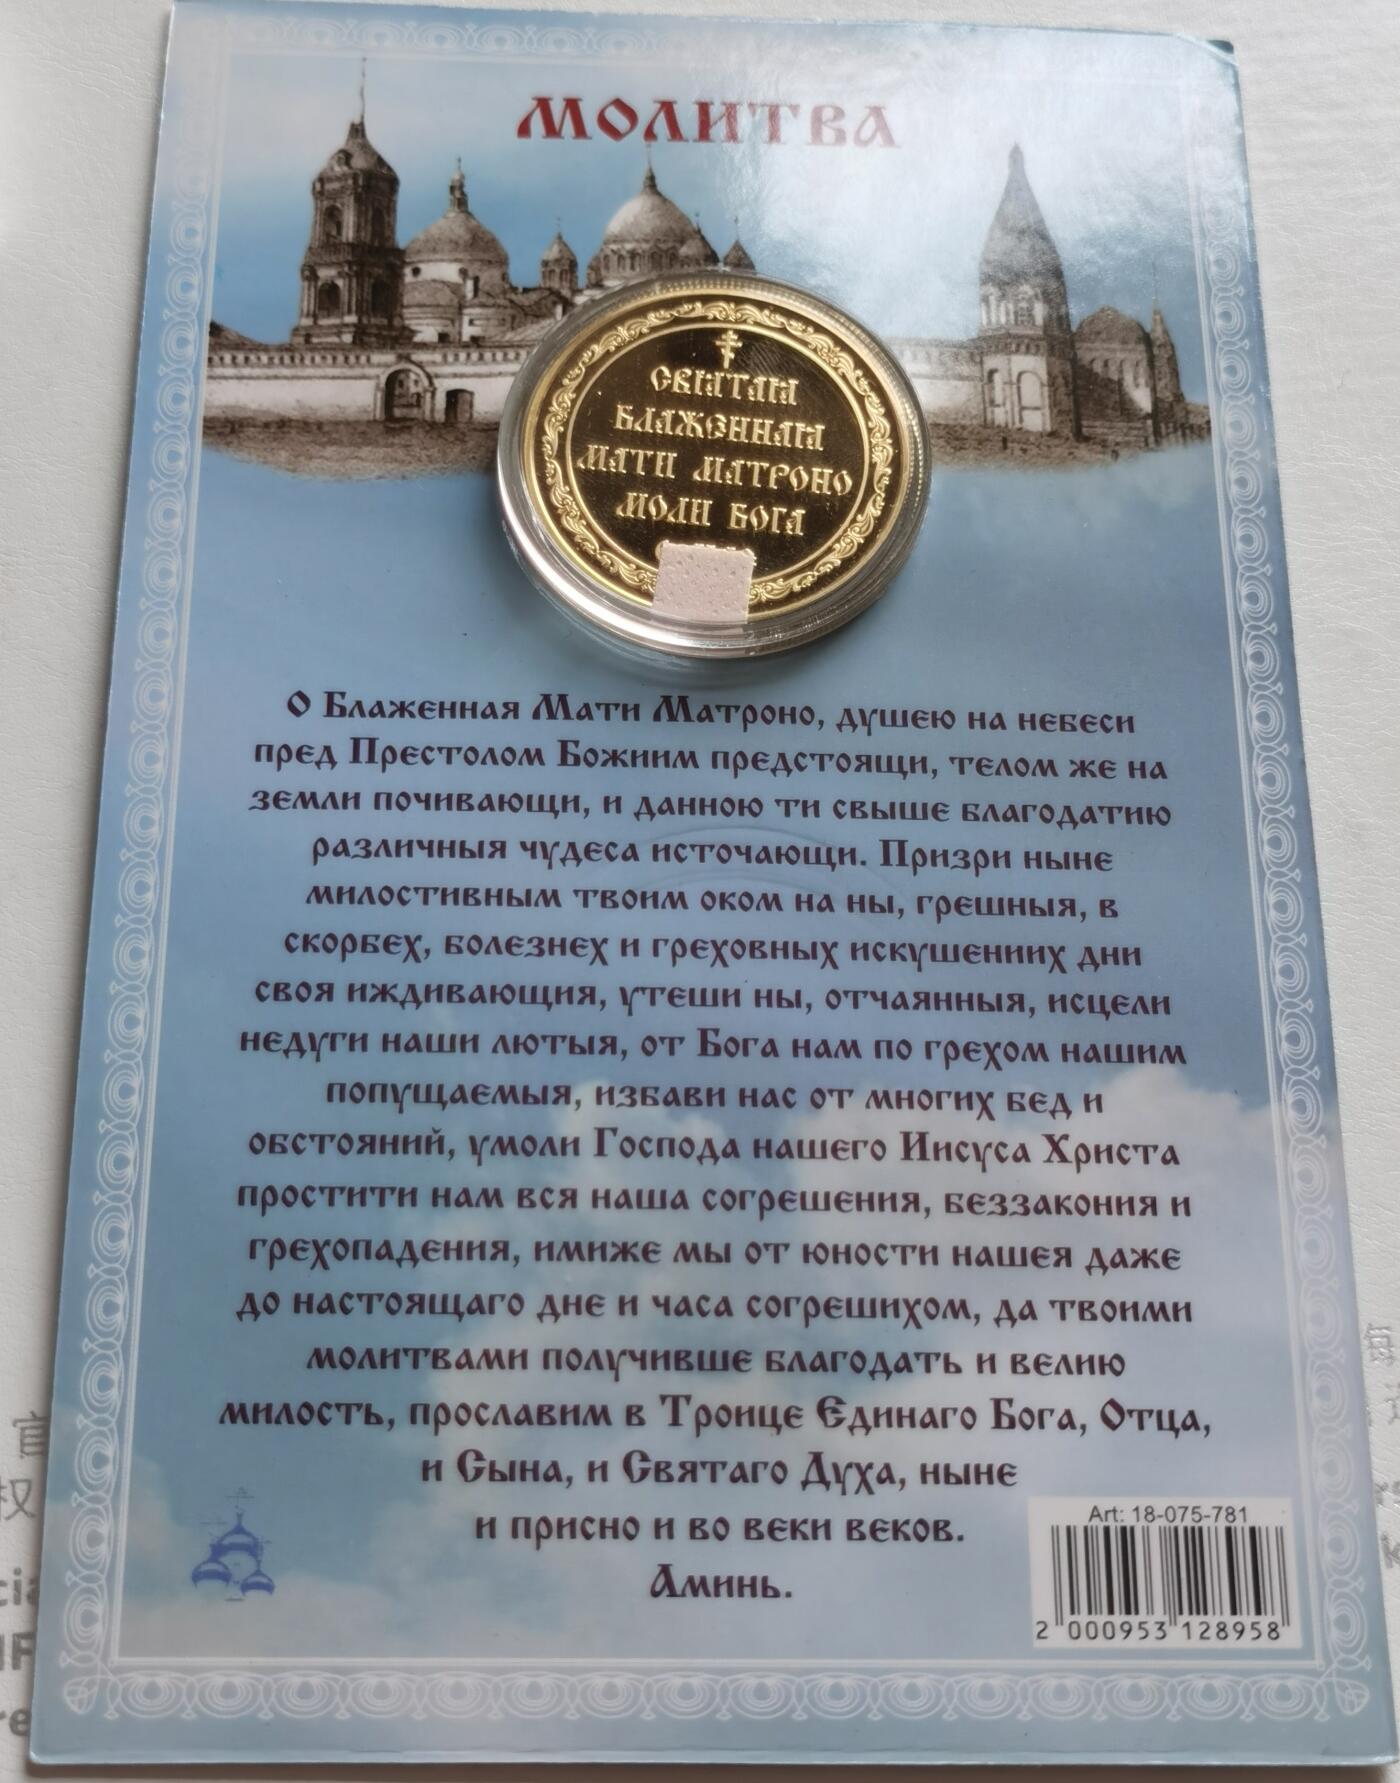 МОЛИТВА
СВЯТАЯ
БЛАЖЕННАЯ
МАТИ МАТРОНО
МОЛИ БОГА
О Блаженная Мати Матроно, душею на небеси
пред Престолом Божиим предстоящи, телом же на
земли почивающи, и данною ти свыше благодатию
различныя чудеса источающи. Призри ныне
милостивным твоим оком на ны, грешныя, в
скорбех, болезнех и греховных искушениих дни
своя иждивающия, утеши ны, отчаянныя, исцели
недуги наши лютыя, от Бога нам по грехом нашим
попущаемыя, избави нас от многих бед и
обстояний, умоли Господа нашего Иисуса Христа
простити нам вся наша согрешения, беззакония и
грехопадения, имиже мы от юности нашея даже
до настоящаго дне и часа согрешихом, да твоими
молитвами получивше благодать и велию
милость, прославим в Троице Единаго Бога, Отца,
и Сына, и Святаго Духа, ныне
и присно и во веки веков.
Аминь.
Art: 18-075-781
2 000953 128958